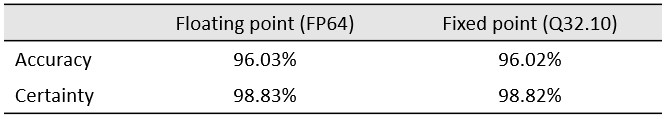 Floating point (FP64) Fixed point (Q32.10)
Accuracy 96.03% 96.02%
Certainty 98.83% 98.82%